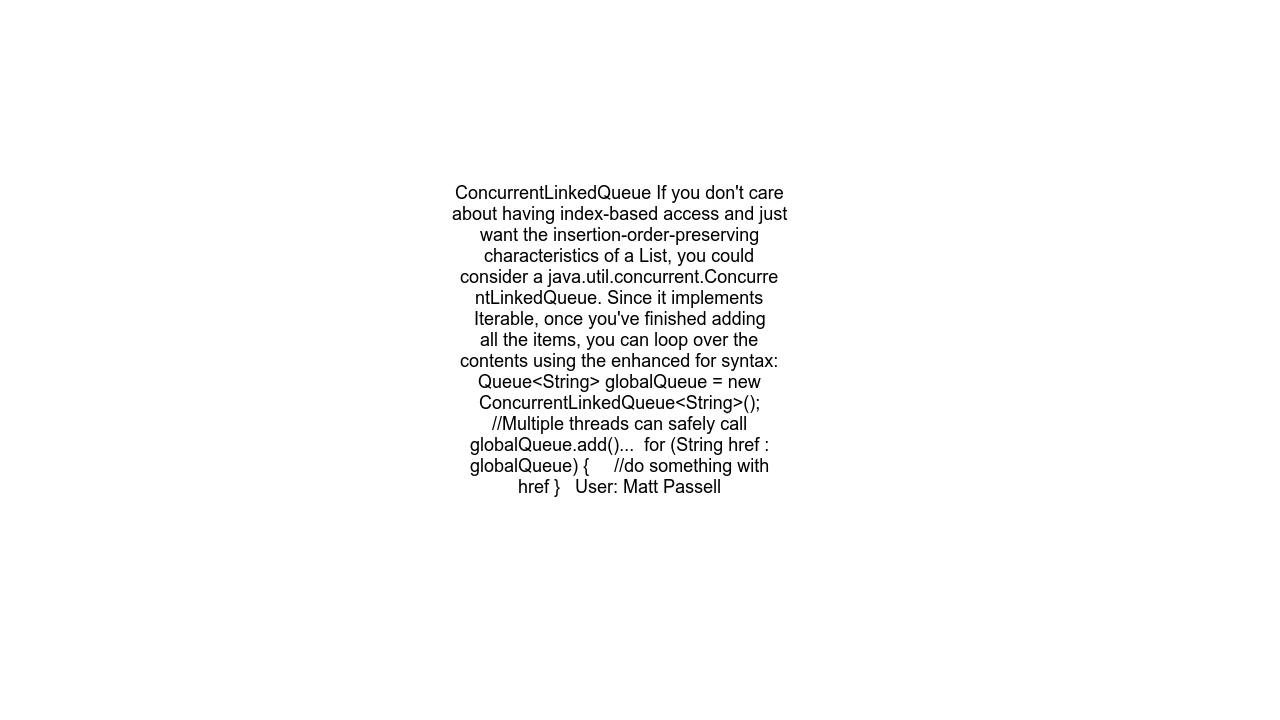 ConcurrentLinkedQueue If you don't care
about having index-based access and just
want the insertion-order-preserving
characteristics of a List, you could
consider a java.util.concurrent.Concurre
ntLinkedQueue. Since it implements
Iterable, once you've finished adding
all the items, you can loop over the
contents using the enhanced for syntax:
Queue<String> globalQueue = new
ConcurrentLinkedQueue<String>();
//Multiple threads can safely call
globalQueue.add()...  for (String href :
globalQueue) {     //do something with
href }   User: Matt Passell